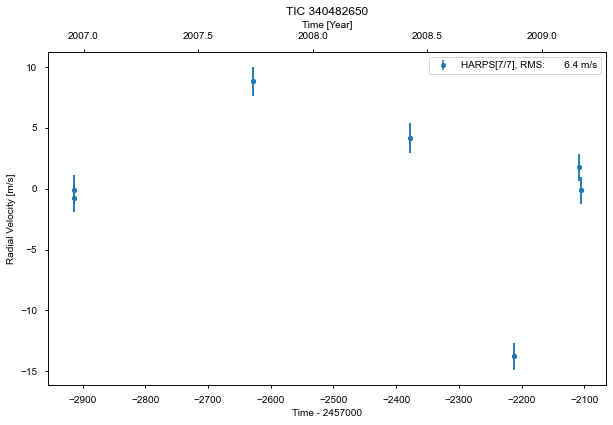 TIC 340482650
Time [Year]
2007.0 2007.5 2008.0 2008.5 2009.0
HARPS[7/7], RMS: 6.4 m/s
10
5
0
−5
−10
−15
Radial Velocity [m/s]
−2900 −2800 −2700 −2600 −2500 −2400 −2300 −2200 −2100
Time - 2457000